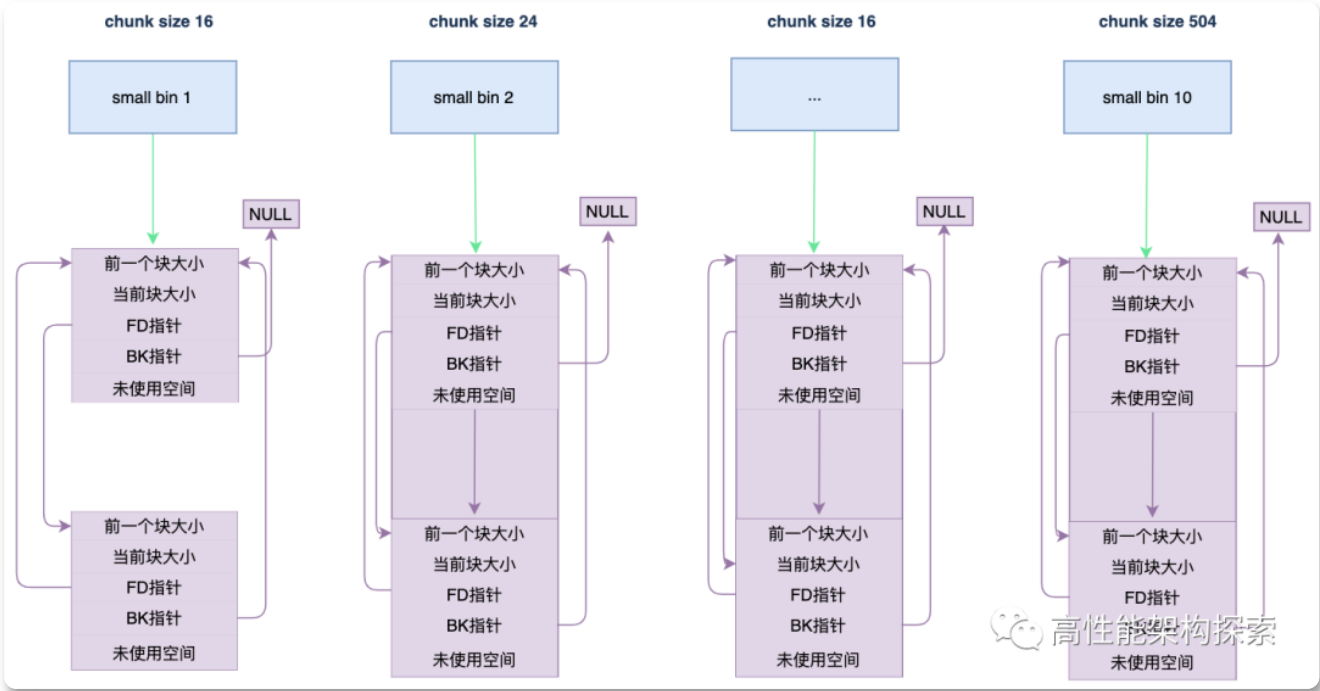 chunk size 16
chunk size 24
chunk size 16
chunk size 504
small bin 1
small bin 2
...
small bin 10
NULL
NULL
NULL
NULL
前一个块大小
当前块大小
FD指针
BK指针
未使用空间
前一个块大小
当前块大小
FD指针
BK指针
未使用空间
前一个块大小
当前块大小
FD指针
BK指针
未使用空间
前一个块大小
当前块大小
FD指针
BK指针
未使用空间
前一个块大小
当前块大小
FD指针
BK指针
未使用空间
前一个块大小
当前块大小
FD指针
BK指针
未使用空间
前一个块大小
当前块大小
FD指针
BK指针
未使用空间
前一个块大小
当前块大小
FD指针
BK指针
未使用空间
高性能架构探索